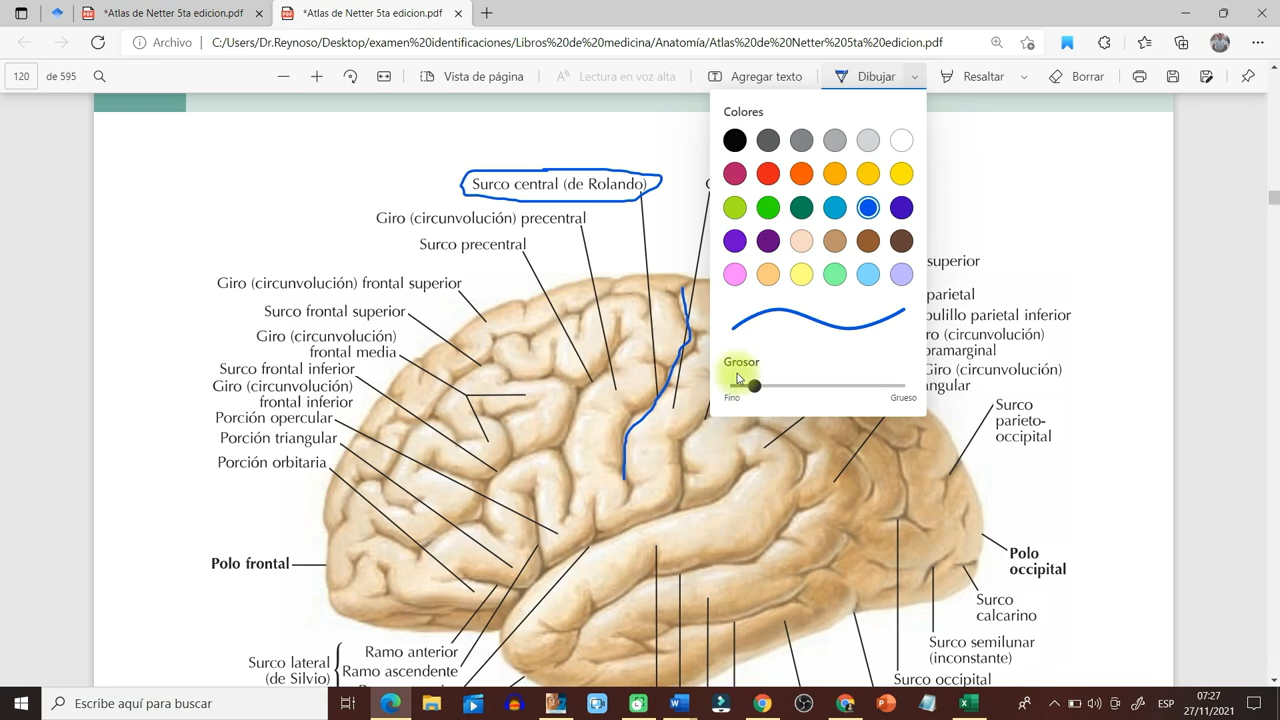 *Atlas de Netter 5ta edicion.pdf
*Atlas de Netter 5ta edicion.pdf
Archivo
C:/Users/Dr.Reynoso/Desktop/examen%20identificaciones/Libros%20de%20medicina/Anatomía/Atlas%20de%20Netter%205ta%20edicion.pdf
120 de 595
Vista de página
Lectura en voz alta
Agregar texto
Dibujar
Resaltar
Borrar
Colores
Grosor
Fino
Grueso
Surco central (de Rolando)
Giro (circunvolución) precentral
Surco precentral
Giro (circunvolución) frontal superior
Surco frontal superior
Giro (circunvolución)
frontal media
Surco frontal inferior
Giro (circunvolución)
frontal inferior
Porción opercular
Porción triangular
Porción orbitaria
Polo frontal
Surco lateral
(de Silvio)
Ramo anterior
Ramo ascendente
superior
parietal
bulillo parietal inferior
ro (circunvolución)
pramarginal
Giro (circunvolución)
angular
Surco
parieto-
occipital
Polo
occipital
Surco
calcarino
Surco semilunar
(inconstante)
Surco occipital
Escribe aquí para buscar
ESP
07:27
27/11/2021